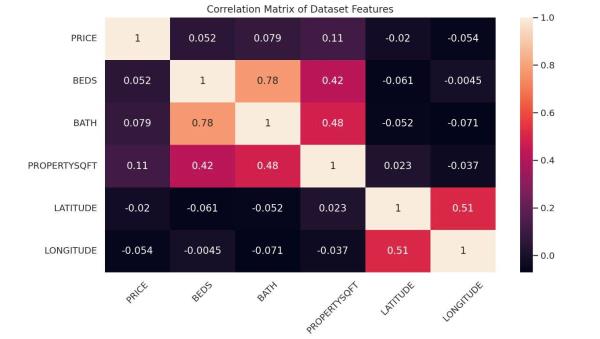 Correlation Matrix of Dataset Features
PRICE 1 0.052 0.079 0.11 -0.02 -0.054
BEDS 0.052 1 0.78 0.42 -0.061 -0.0045
BATH 0.079 0.78 1 0.48 -0.052 -0.071
PROPERTYSQFT 0.11 0.42 0.48 1 0.023 -0.037
LATITUDE -0.02 -0.061 -0.052 0.023 1 0.51
LONGITUDE -0.054 -0.0045 -0.071 -0.037 0.51 1
PRICE BEDS BATH PROPERTYSQFT LATITUDE LONGITUDE
1.0
0.8
0.6
0.4
0.2
0.0